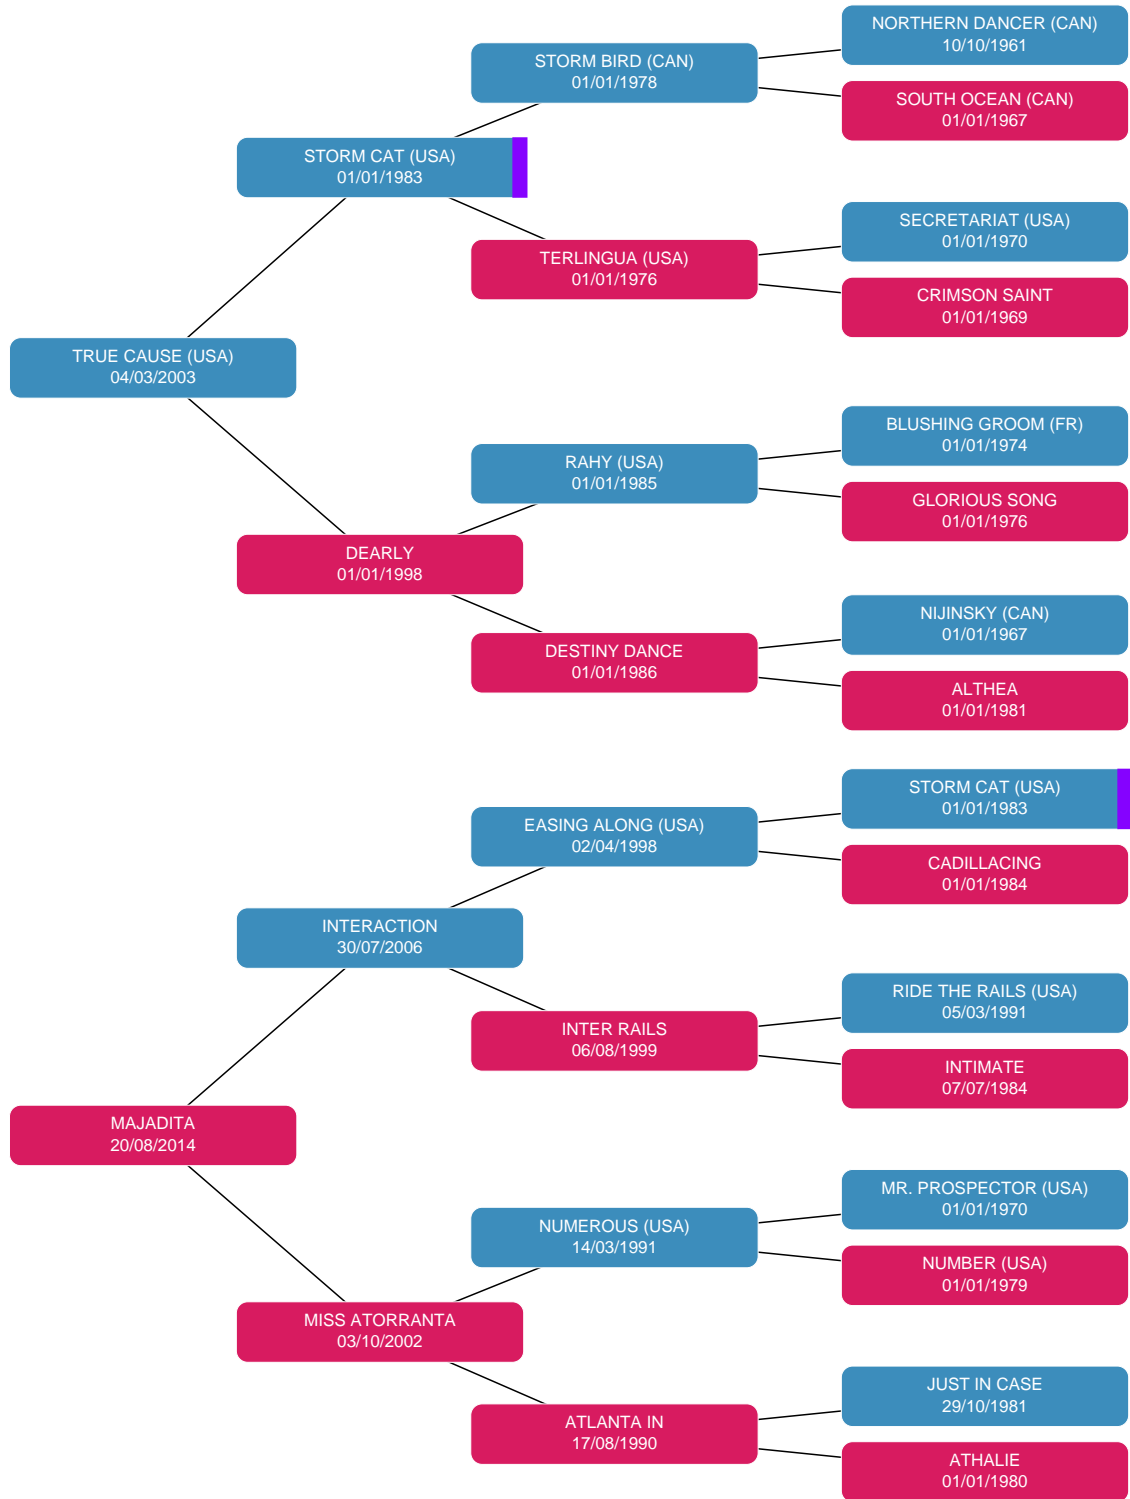 NORTHERN DANCER (CAN)
10/10/1961
STORM BIRD (CAN)
01/01/1978
SOUTH OCEAN (CAN)
01/01/1967
STORM CAT (USA)
01/01/1983
SECRETARIAT (USA)
01/01/1970
TERLINGUA (USA)
01/01/1976
CRIMSON SAINT
01/01/1969
TRUE CAUSE (USA)
04/03/2003
BLUSHING GROOM (FR)
01/01/1974
RAHY (USA)
01/01/1985
GLORIOUS SONG
01/01/1976
DEARLY
01/01/1998
NIJINSKY (CAN)
01/01/1967
DESTINY DANCE
01/01/1986
ALTHEA
01/01/1981
STORM CAT (USA)
01/01/1983
EASING ALONG (USA)
02/04/1998
CADILLACING
01/01/1984
INTERACTION
30/07/2006
RIDE THE RAILS (USA)
05/03/1991
INTER RAILS
06/08/1999
INTIMATE
07/07/1984
MAJADITA
20/08/2014
MR. PROSPECTOR (USA)
01/01/1970
NUMEROUS (USA)
14/03/1991
NUMBER (USA)
01/01/1979
MISS ATORRANTA
03/10/2002
JUST IN CASE
29/10/1981
ATLANTA IN
17/08/1990
ATHALIE
01/01/1980